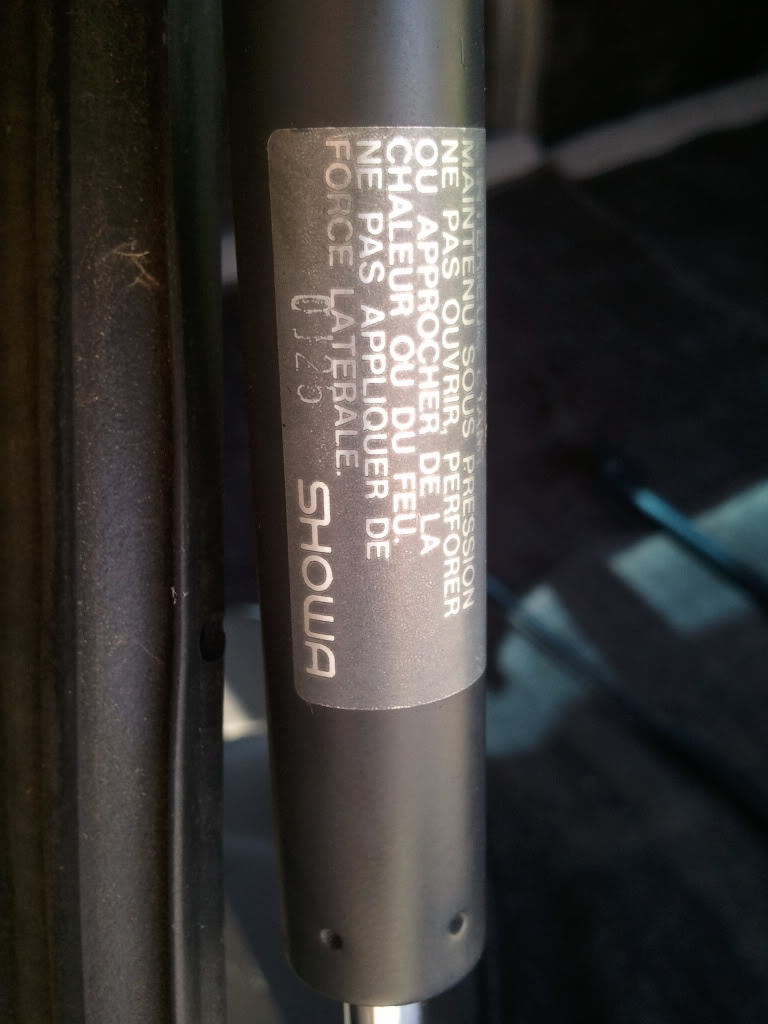 MAINTENU SOUS PRESSION
NE PAS OUVRIR, PERFORER
OU APPROCHER DE LA
CHALEUR OU DU FEU.
NE PAS APPLIQUER DE
FORCE LATERALE.
SHOWA